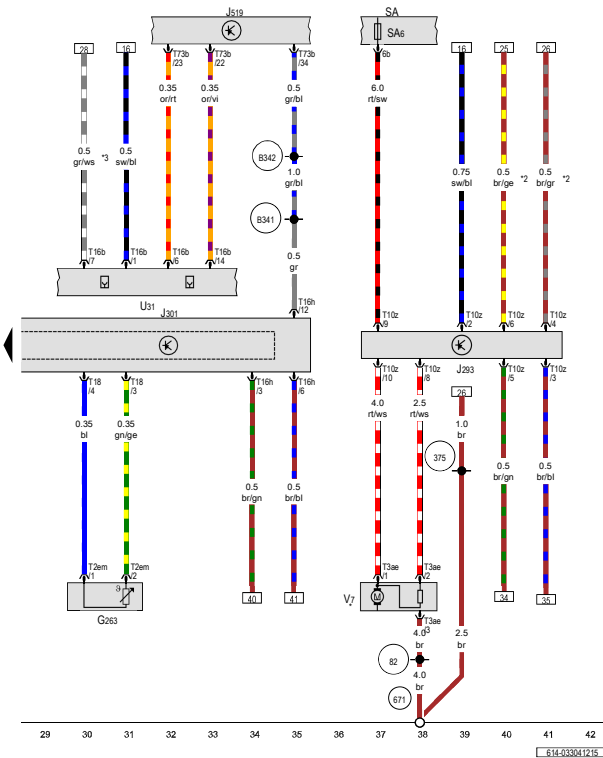 J519
SA
SA6
28
16
T73b
/23
T73b
/22
T73b
/34
6b
16
25
26
0.35
or/rt
0.35
or/vi
0.5
gr/bl
6.0
rt/sw
0.5
gr/ws
*3
0.5
sw/bl
B342
1.0
gr/bl
0.75
sw/bl
0.5
br/ge
*2
0.5
br/gr
*2
B341
0.5
gr
T16b
/7
T16b
/1
T16b
/6
T16b
/14
U31
T16h
/12
J301
T10z
/9
T10z
/2
T10z
/6
T10z
/4
J293
T18
/4
T18
/3
T16h
/3
T16h
/6
T10z
/10
T10z
/8
26
T10z
/5
T10z
/3
0.35
bl
0.35
gn/ge
4.0
rt/ws
2.5
rt/ws
1.0
br
375
0.5
br/gn
0.5
br/bl
0.5
br/gn
0.5
br/bl
T2em
/1
T2em
/2
T3ae
/1
T3ae
/2
ϑ
G263
40
41
V7
M
34
35
T3ae
/3
4.0
br
2.5
br
82
4.0
br
671
29 30 31 32 33 34 35 36 37 38 39 40 41 42
614-033041215